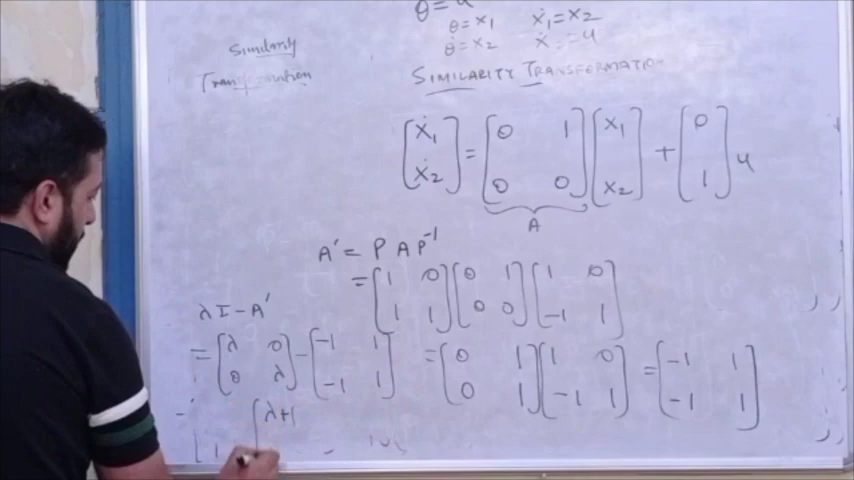 θ = u
θ = x₁ ẋ₁ = x₂
θ̇ = x₂ ẋ = u
Similarity
Transformation
SIMILARITY TRANSFORMATION
[ẋ₁ ; ẋ₂] = [0 1 ; 0 0] [x₁ ; x₂] + [0 ; 1] u
A
A' = P A P⁻¹
= [1 0 ; 1 1] [0 1 ; 0 0] [1 0 ; -1 1]
λI - A'
= [λ 0 ; 0 λ] - [-1 1 ; -1 1]
= [0 1 ; 0 1] [1 0 ; -1 1] = [-1 1 ; -1 1]
[λ+1